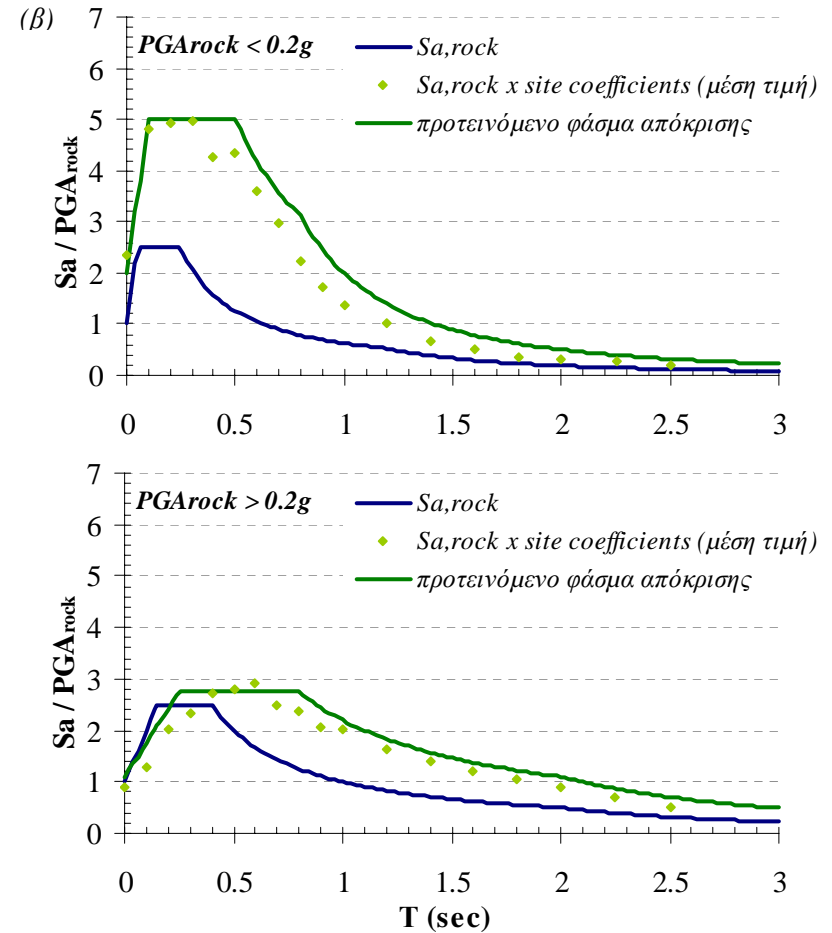 (β)
7
6
5
4
3
2
1
0
Sa / PGArock
PGArock < 0.2g
Sa,rock
Sa,rock x site coefficients (μέση τιμή)
προτεινόμενο φάσμα απόκρισης
0 0.5 1 1.5 2 2.5 3
7
6
5
4
3
2
1
0
Sa / PGArock
PGArock > 0.2g
Sa,rock
Sa,rock x site coefficients (μέση τιμή)
προτεινόμενο φάσμα απόκρισης
0 0.5 1 1.5 2 2.5 3
T (sec)